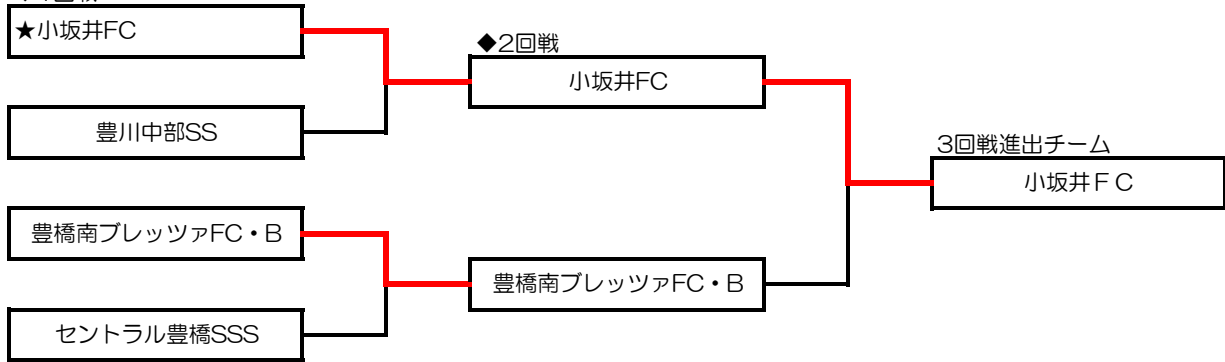 ★小坂井FC
◆2回戦
小坂井FC
豊川中部SS
3回戦進出チーム
小坂井ＦＣ
豊橋南ブレッツァFC・B
豊橋南ブレッツァFC・B
セントラル豊橋SSS